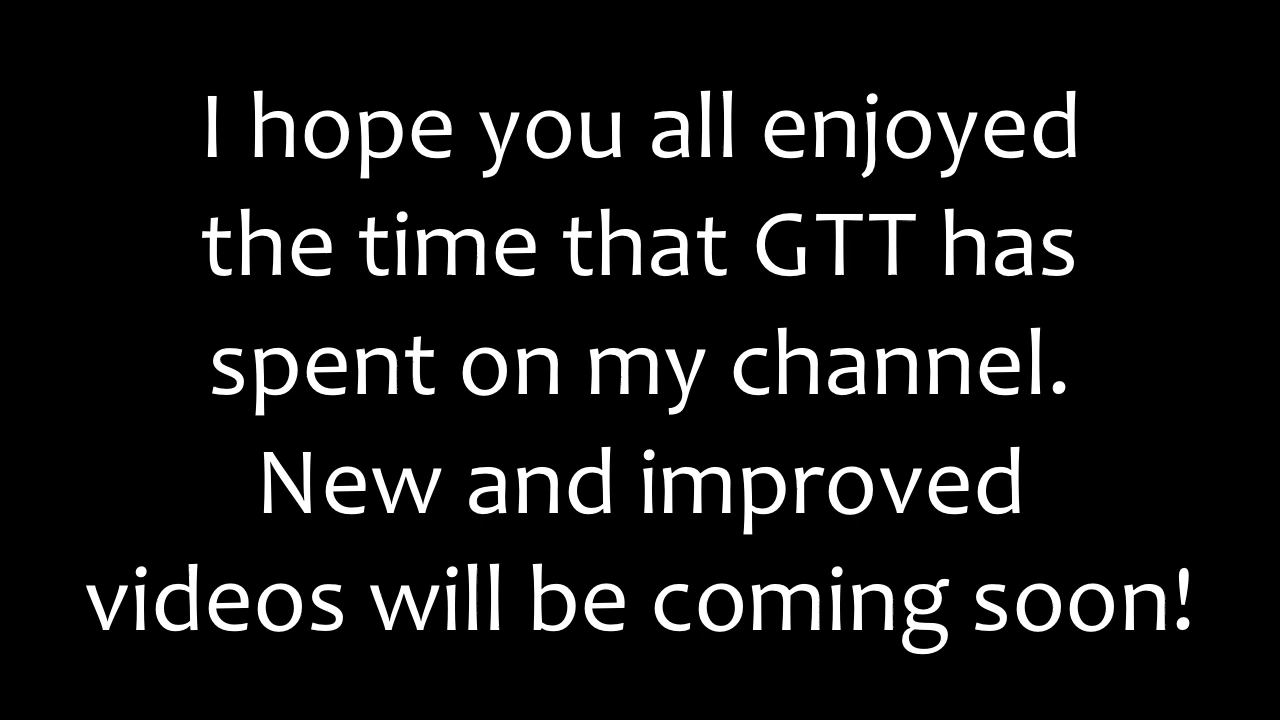 I hope you all enjoyed
the time that GTT has
spent on my channel.
New and improved
videos will be coming soon!